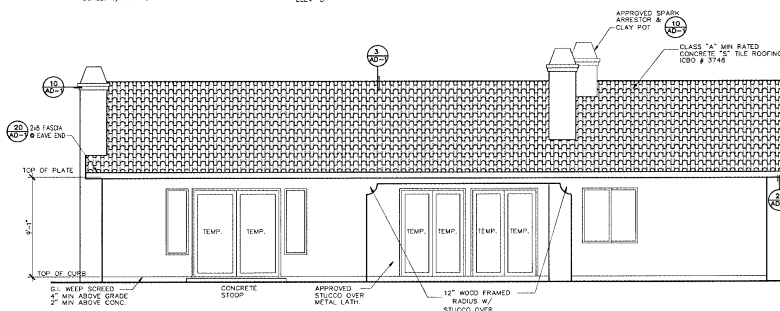 APPROVED SPARK
ARRESTOR &
CLAY POT
10
AD-1
CLASS "A" MIN RATED
CONCRETE "S" TILE ROOFING
ICBO # 3748
3
AD-1
10
AD-1
20
AD-1
2x8 FASCIA
@ EAVE END
TOP OF PLATE
9'-1"
TEMP.
TEMP.
TEMP.
TEMP.
TEMP.
TEMP.
2
TOP OF CURB
G.I. WEEP SCREED
4" MIN ABOVE GRADE
2" MIN ABOVE CONC.
CONCRETE
STOOP
APPROVED
STUCCO OVER
METAL LATH.
12" WOOD FRAMED
RADIUS W/
STUCCO OVER